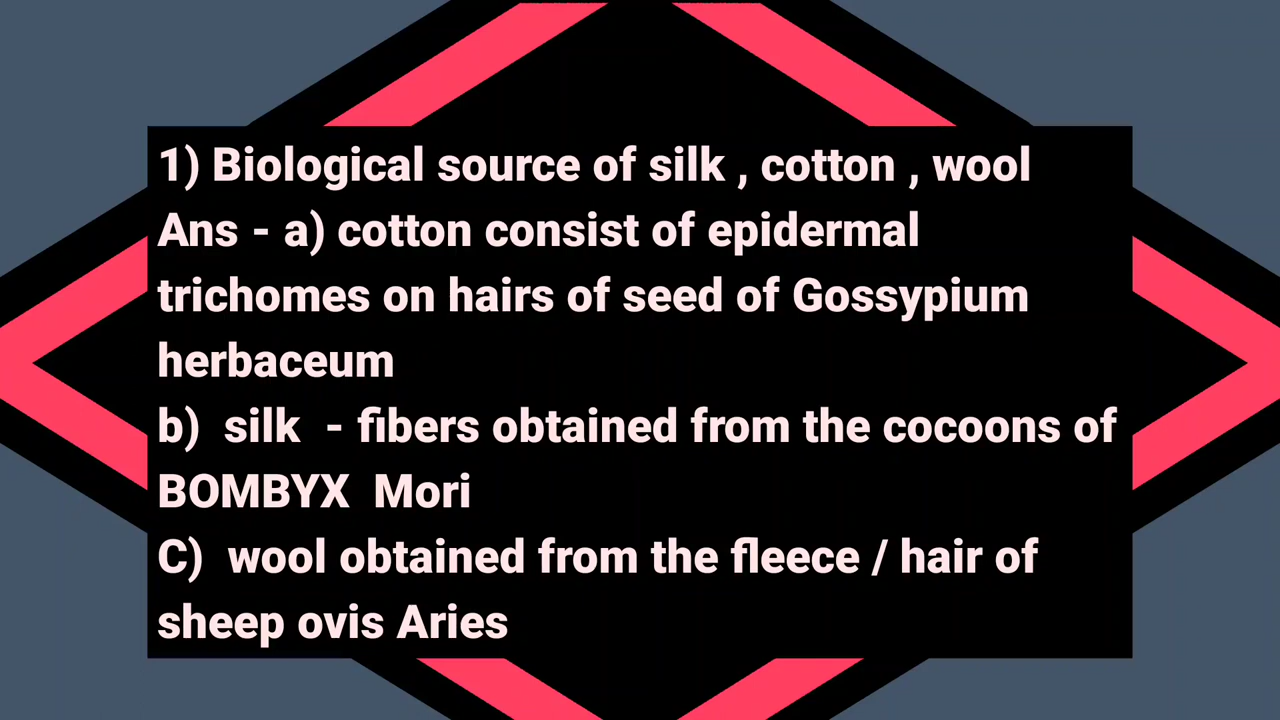 1) Biological source of silk , cotton , wool
Ans - a) cotton consist of epidermal
trichomes on hairs of seed of Gossypium
herbaceum
b)  silk  - fibers obtained from the cocoons of
BOMBYX  Mori
C)  wool obtained from the fleece / hair of
sheep ovis Aries